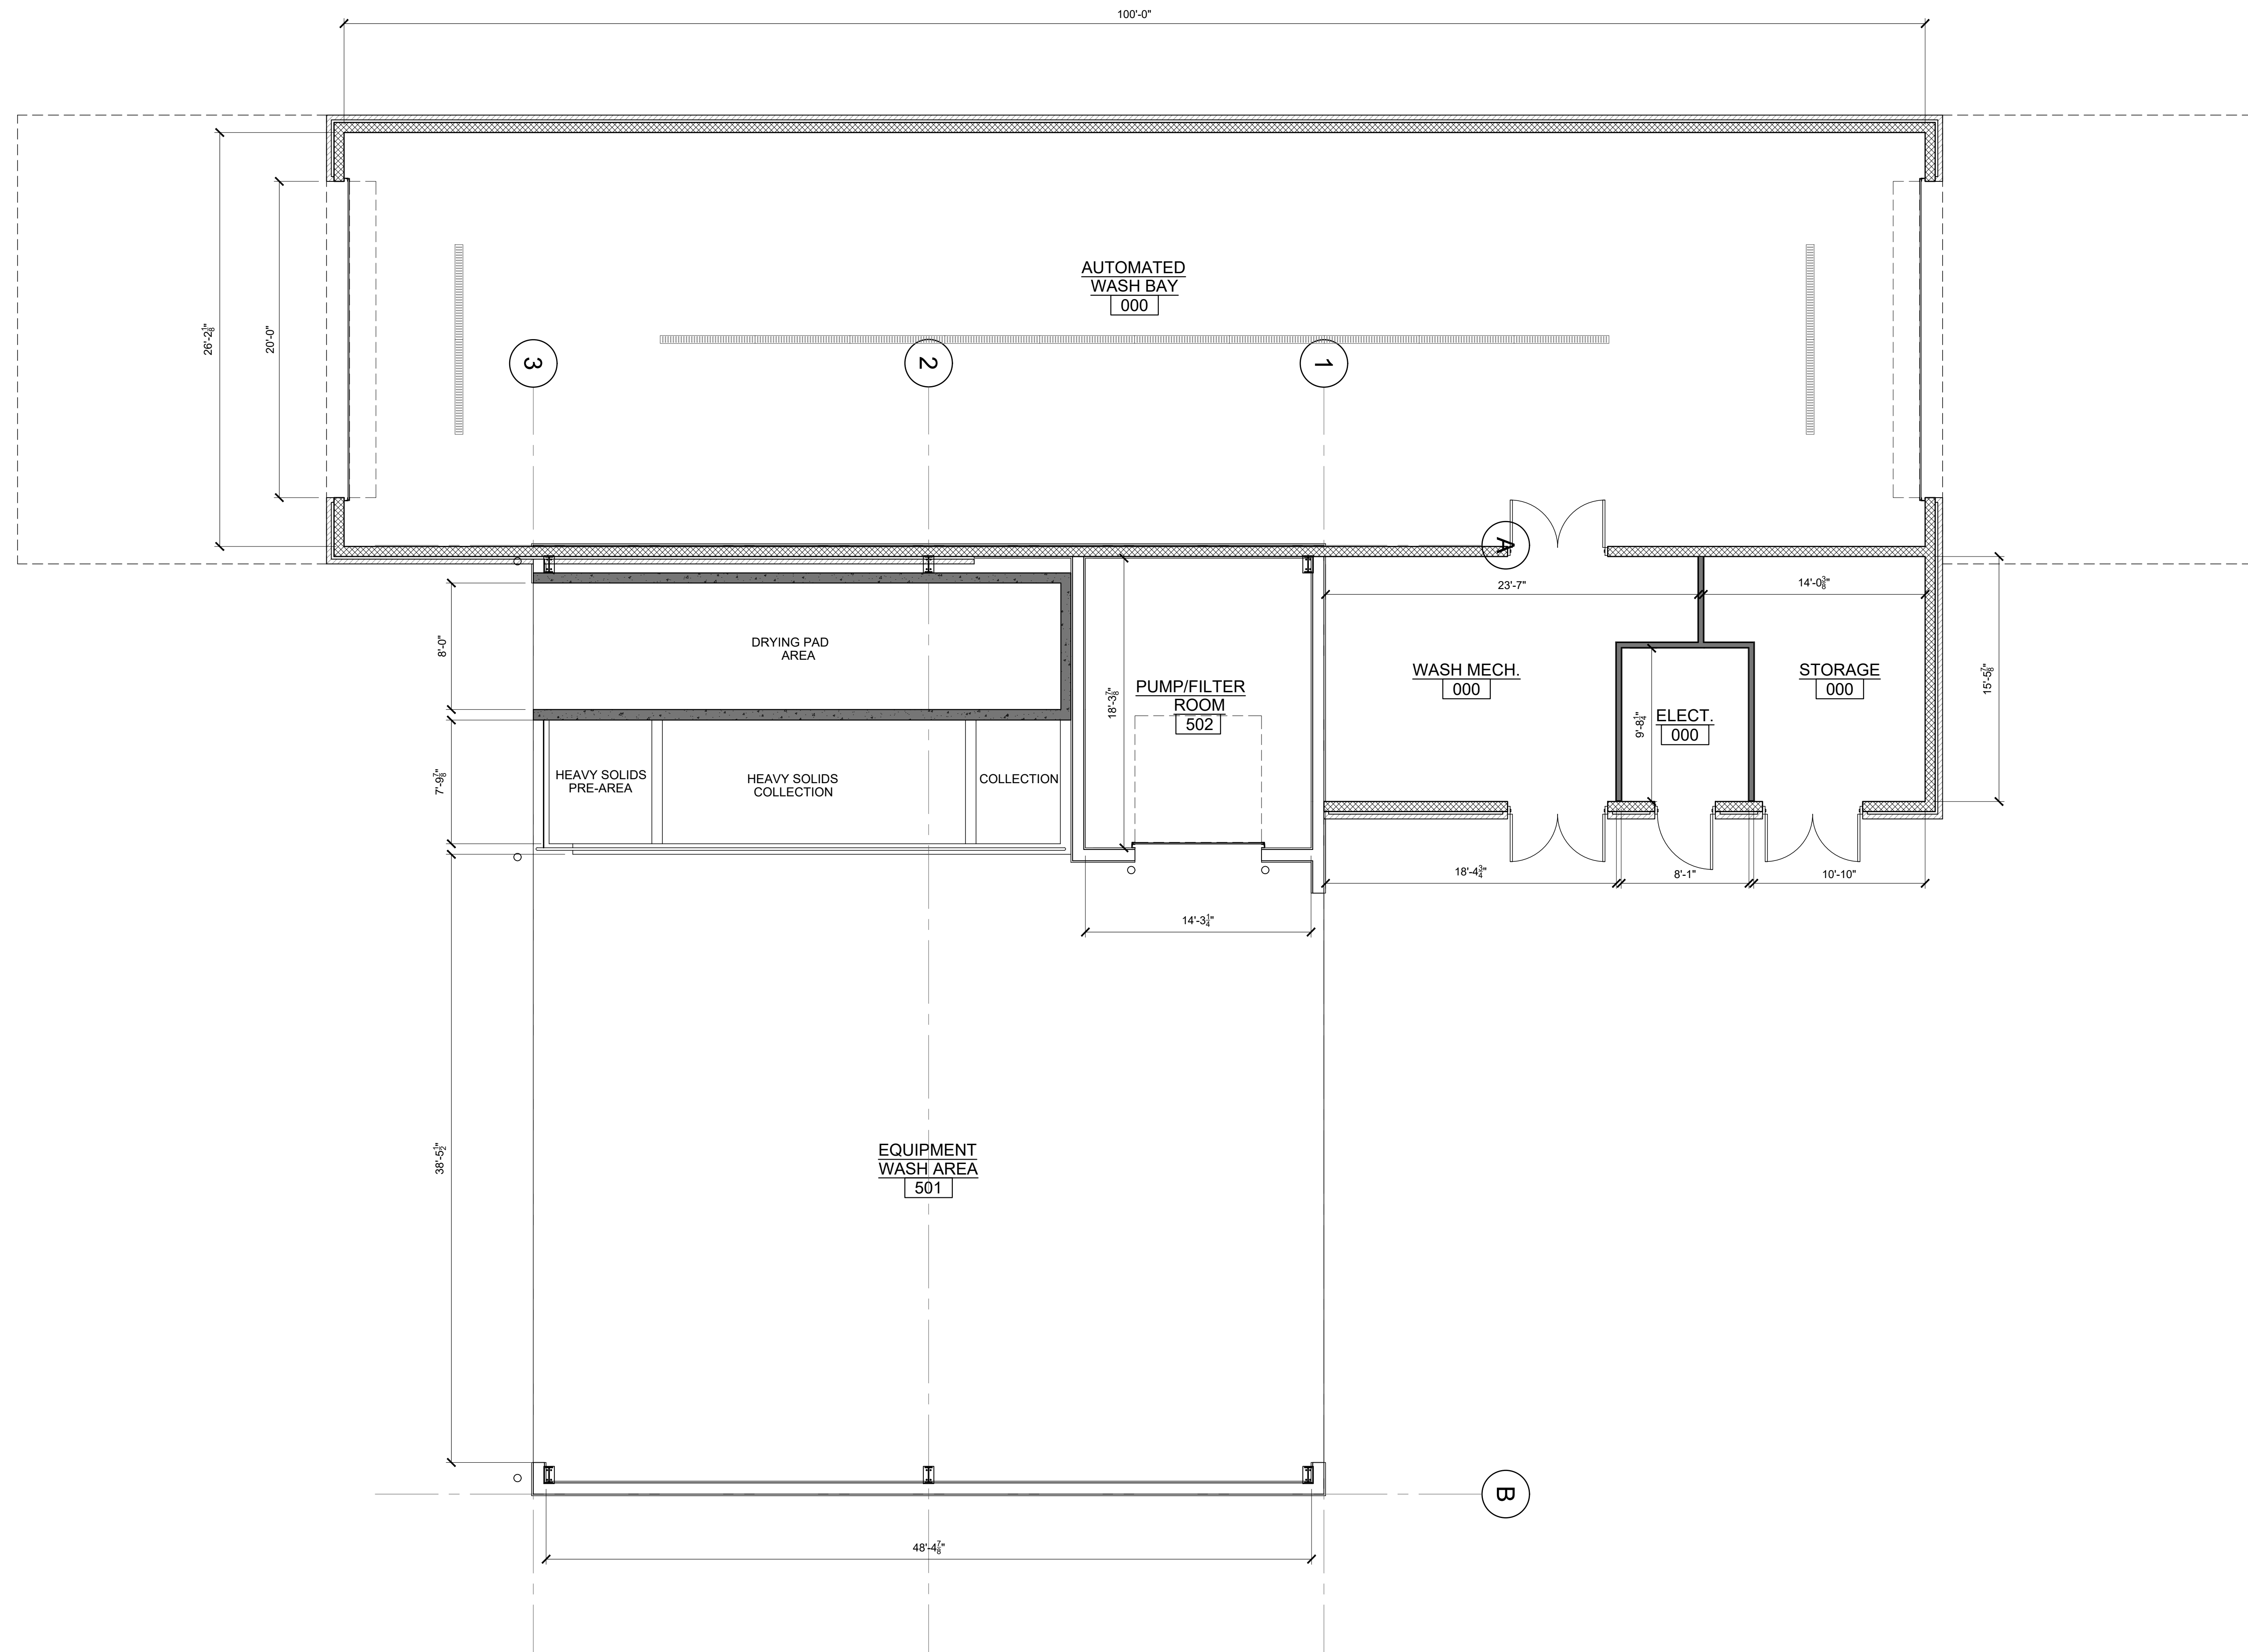 100'-0"
26'-2 1/8"
20'-0"
AUTOMATED
WASH BAY
000
3
2
1
A
23'-7"
14'-0 3/8"
8'-0"
DRYING PAD
AREA
18'-3 7/8"
PUMP/FILTER
ROOM
502
WASH MECH.
000
STORAGE
000
15'-5 7/8"
9'-8 1/4"
ELECT.
000
7'-9 7/8"
HEAVY SOLIDS
PRE-AREA
HEAVY SOLIDS
COLLECTION
COLLECTION
18'-4 3/4"
8'-1"
10'-10"
14'-3 1/4"
38'-5 1/2"
EQUIPMENT
WASH AREA
501
B
48'-4 7/8"